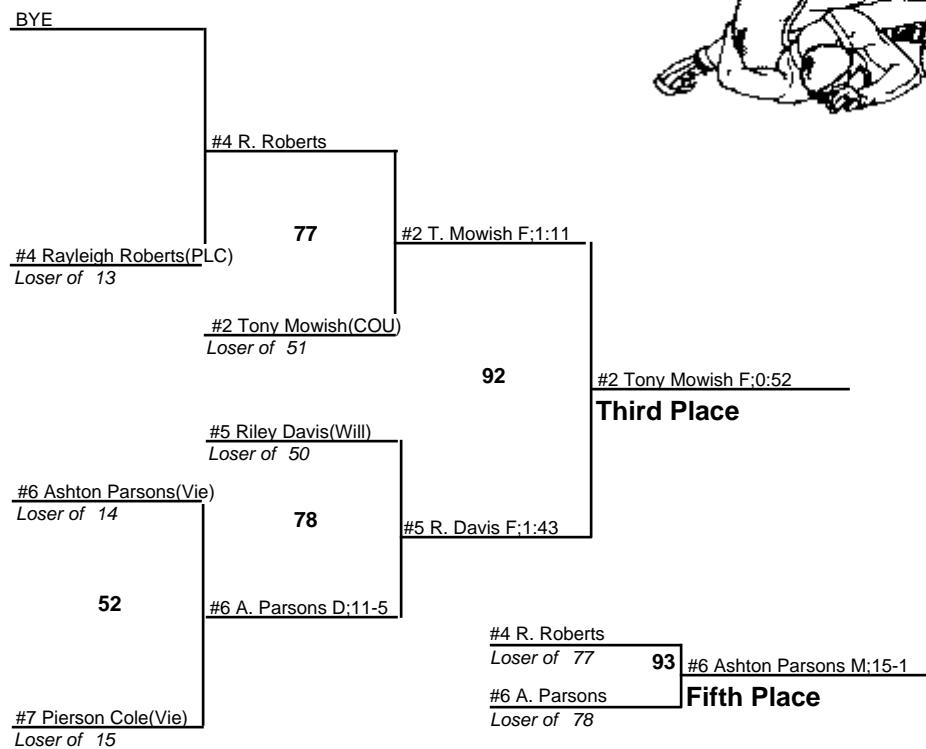 BYE
#4 R. Roberts
77
#2 T. Mowish F;1:11
#4 Rayleigh Roberts(PLC)
Loser of 13
#2 Tony Mowish(COU)
Loser of 51
92
#2 Tony Mowish F;0:52
Third Place
#5 Riley Davis(Will)
Loser of 50
#6 Ashton Parsons(Vie)
Loser of 14
78
#5 R. Davis F;1:43
52
#6 A. Parsons D;11-5
#4 R. Roberts
Loser of 77
93
#6 Ashton Parsons M;15-1
Fifth Place
#6 A. Parsons
Loser of 78
#7 Pierson Cole(Vie)
Loser of 15